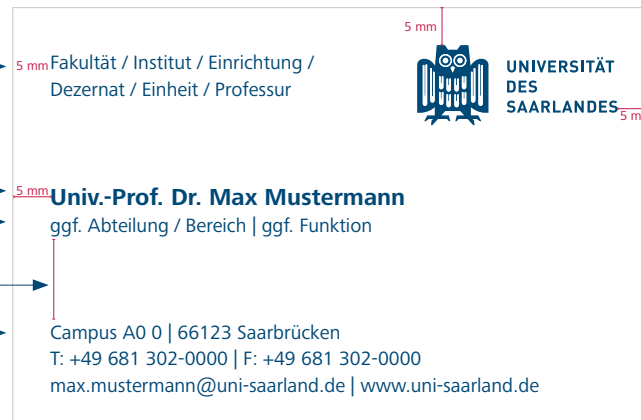 5 mm
5 mm Fakultät / Institut / Einrichtung /
Dezernat / Einheit / Professur
UNIVERSITÄT
DES
SAARLANDES
5 m
5 mm Univ.-Prof. Dr. Max Mustermann
ggf. Abteilung / Bereich | ggf. Funktion
Campus A0 0 | 66123 Saarbrücken
T: +49 681 302-0000 | F: +49 681 302-0000
max.mustermann@uni-saarland.de | www.uni-saarland.de